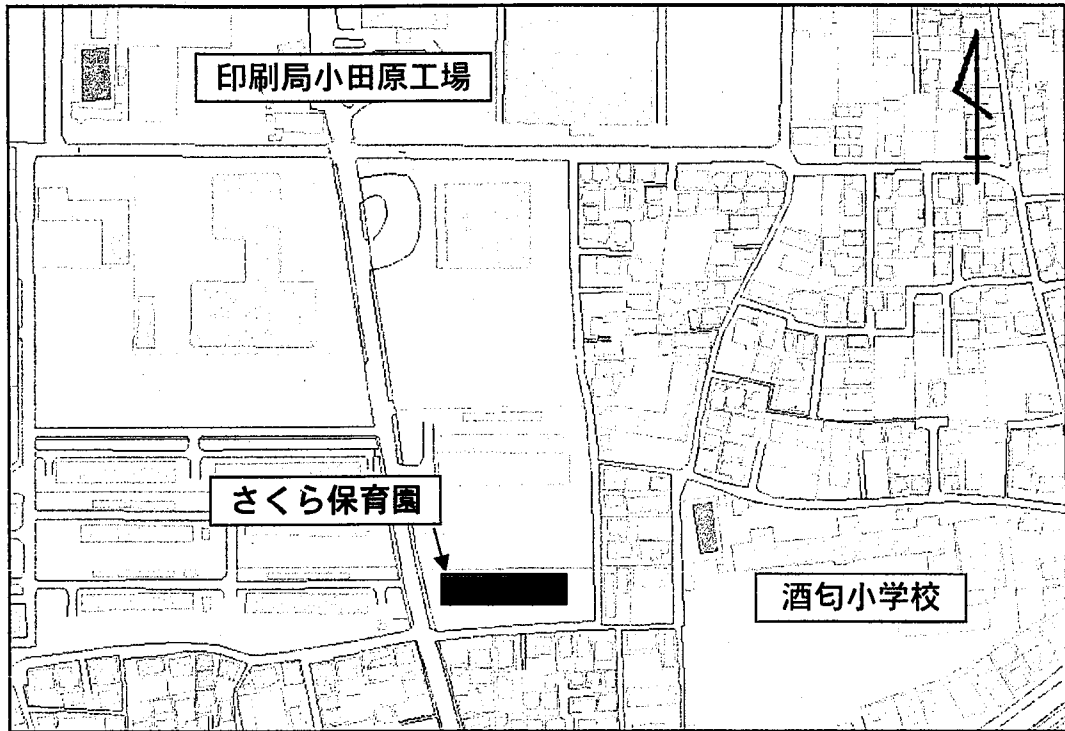 印刷局小田原工場
さくら保育園
酒匂小学校